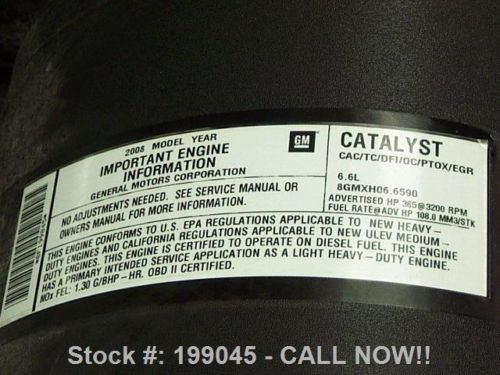 2008 MODEL YEAR
IMPORTANT ENGINE
INFORMATION
GENERAL MOTORS CORPORATION
GM
NO ADJUSTMENTS NEEDED. SEE SERVICE MANUAL OR
OWNERS MANUAL FOR MORE INFORMATION.
CATALYST
CAC/TC/DFI/OC/PTOX/EGR
6.6L
8GMXH06.6590
ADVERTISED HP 365@3200 RPM
FUEL RATE@ADV HP 108.0 MM3/STK
THIS ENGINE CONFORMS TO U.S. EPA REGULATIONS APPLICABLE TO NEW HEAVY-
DUTY ENGINES AND CALIFORNIA REGULATIONS APPLICABLE TO NEW ULEV MEDIUM-
DUTY ENGINES. THIS ENGINE IS CERTIFIED TO OPERATE ON DIESEL FUEL. THIS ENGINE
HAS A PRIMARY INTENDED SERVICE APPLICATION AS A LIGHT HEAVY-DUTY ENGINE.
NOx FEL: 1.30 G/BHP-HR. OBD II CERTIFIED.
Stock #: 199045 - CALL NOW!!